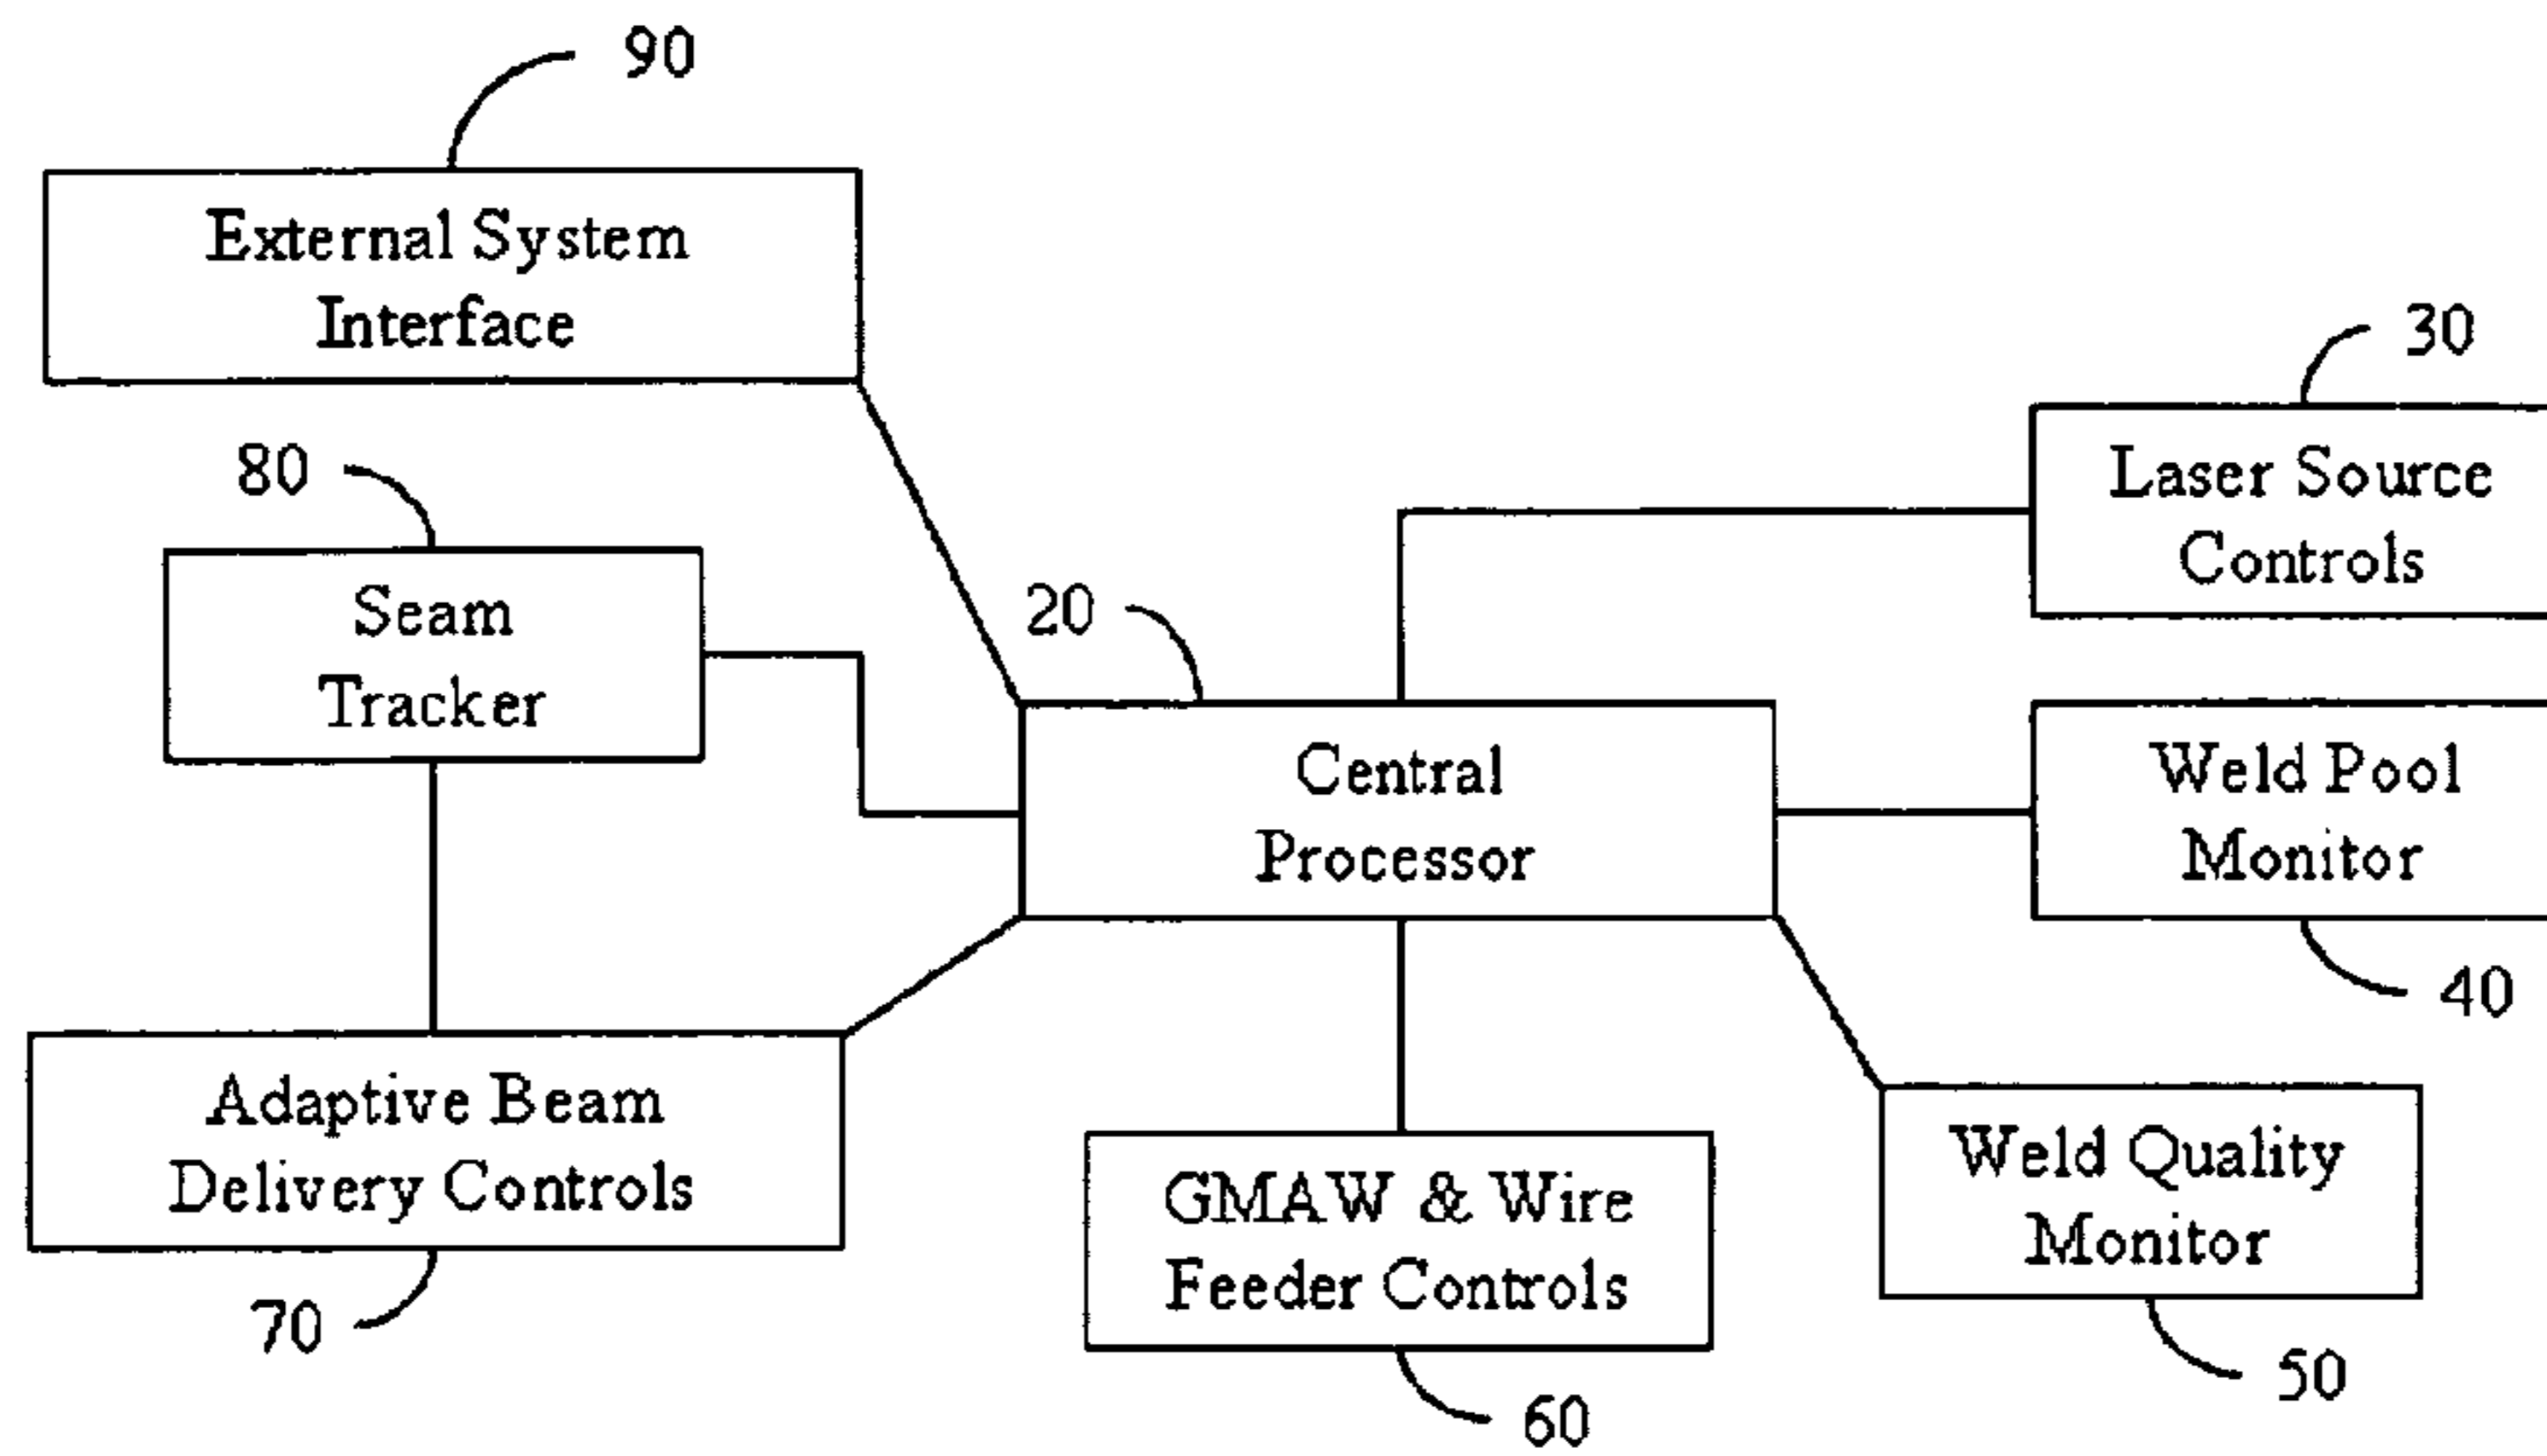 90
External System
Interface
30
Laser Source
Controls
80
Seam
Tracker
20
Central
Processor
Weld Pool
Monitor
40
Adaptive Beam
Delivery Controls
70
GMAW & Wire
Feeder Controls
60
Weld Quality
Monitor
50